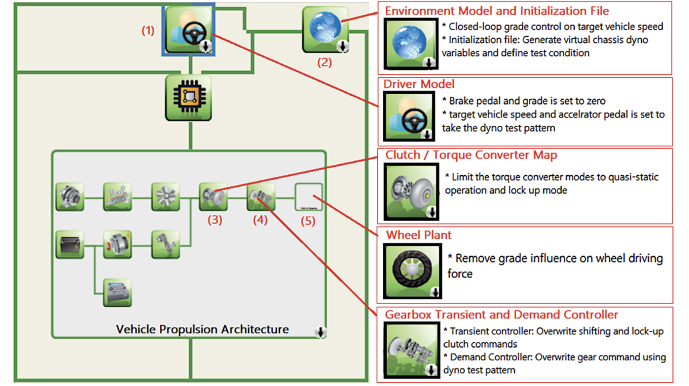 (1)
(2)
(3)
(4)
(5)
Vehicle Propulsion Architecture
Environment Model and Initialization File
* Closed-loop grade control on target vehicle speed
* Initialization file: Generate virtual chassis dyno
variables and define test condition
Driver Model
* Brake pedal and grade is set to zero
* target vehicle speed and accelrator pedal is set to
take the dyno test pattern
Clutch / Torque Converter Map
* Limit the torque converter modes to quasi-static
operation and lock up mode
Wheel Plant
* Remove grade influence on wheel driving
force
Gearbox Transient and Demand Controller
* Transient controller: Overwrite shifting and lock-up
clutch commands
* Demand Controller: Overwrite gear command using
dyno test pattern